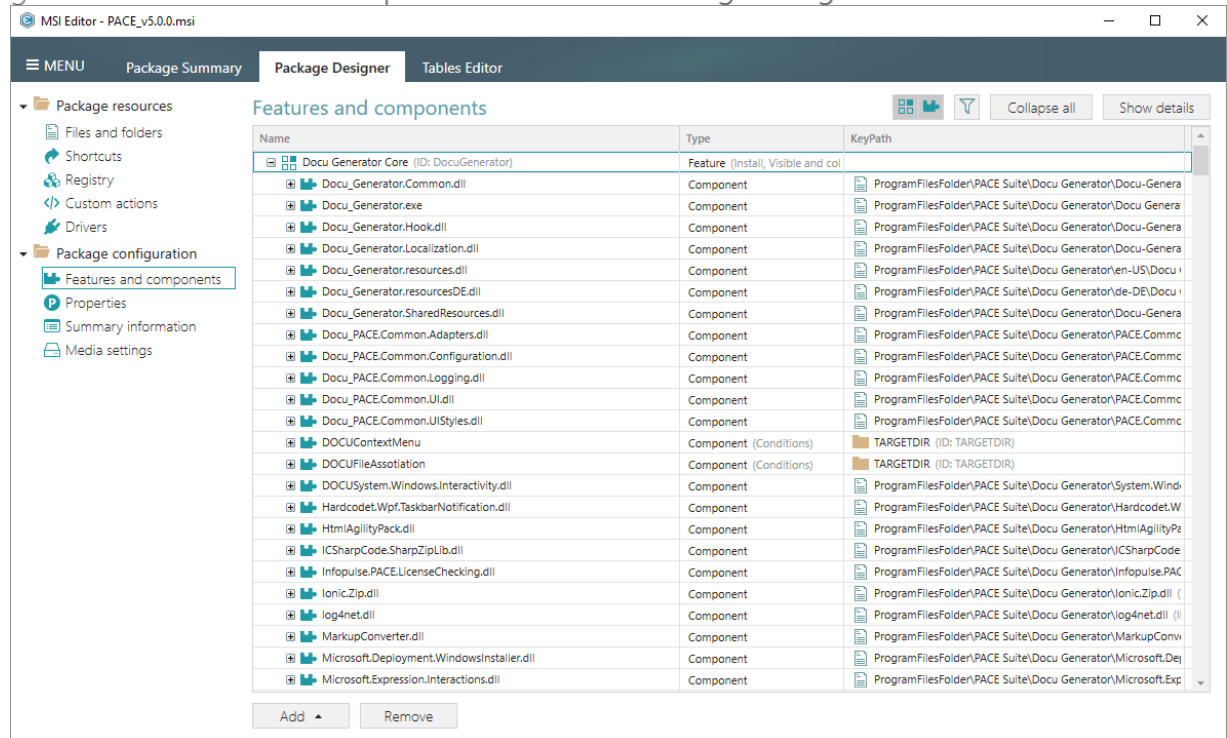 MSI Editor - PACE_v5.0.0.msi
MENU Package Summary Package Designer Tables Editor
Package resources
Files and folders
Shortcuts
Registry
Custom actions
Drivers
Package configuration
Features and components
Properties
Summary information
Media settings
Features and components Collapse all Show details
Name Type KeyPath
Docu Generator Core (ID: DocuGenerator) Feature (Install, Visible and col
Docu_Generator.Common.dll Component ProgramFilesFolder\PACE Suite\Docu Generator\Docu-Genera
Docu_Generator.exe Component ProgramFilesFolder\PACE Suite\Docu Generator\Docu Genera
Docu_Generator.Hook.dll Component ProgramFilesFolder\PACE Suite\Docu Generator\Docu-Genera
Docu_Generator.Localization.dll Component ProgramFilesFolder\PACE Suite\Docu Generator\Docu-Genera
Docu_Generator.resources.dll Component ProgramFilesFolder\PACE Suite\Docu Generator\en-US\Docu
Docu_Generator.resourcesDE.dll Component ProgramFilesFolder\PACE Suite\Docu Generator\de-DE\Docu
Docu_Generator.SharedResources.dll Component ProgramFilesFolder\PACE Suite\Docu Generator\Docu-Genera
Docu_PACE.Common.Adapters.dll Component ProgramFilesFolder\PACE Suite\Docu Generator\PACE.Commo
Docu_PACE.Common.Configuration.dll Component ProgramFilesFolder\PACE Suite\Docu Generator\PACE.Commo
Docu_PACE.Common.Logging.dll Component ProgramFilesFolder\PACE Suite\Docu Generator\PACE.Commo
Docu_PACE.Common.UI.dll Component ProgramFilesFolder\PACE Suite\Docu Generator\PACE.Commo
Docu_PACE.Common.UIStyles.dll Component ProgramFilesFolder\PACE Suite\Docu Generator\PACE.Commo
DOCUContextMenu Component (Conditions) TARGETDIR (ID: TARGETDIR)
DOCUFileAssotiation Component (Conditions) TARGETDIR (ID: TARGETDIR)
DOCUSystem.Windows.Interactivity.dll Component ProgramFilesFolder\PACE Suite\Docu Generator\System.Wind
Hardcodet.Wpf.TaskbarNotification.dll Component ProgramFilesFolder\PACE Suite\Docu Generator\Hardcodet.W
HtmlAgilityPack.dll Component ProgramFilesFolder\PACE Suite\Docu Generator\HtmlAgilityPa
ICSharpCode.SharpZipLib.dll Component ProgramFilesFolder\PACE Suite\Docu Generator\ICSharpCode
Infopulse.PACE.LicenseChecking.dll Component ProgramFilesFolder\PACE Suite\Docu Generator\Infopulse.PAC
Ionic.Zip.dll Component ProgramFilesFolder\PACE Suite\Docu Generator\Ionic.Zip.dll (
log4net.dll Component ProgramFilesFolder\PACE Suite\Docu Generator\log4net.dll (I
MarkupConverter.dll Component ProgramFilesFolder\PACE Suite\Docu Generator\MarkupConv
Microsoft.Deployment.WindowsInstaller.dll Component ProgramFilesFolder\PACE Suite\Docu Generator\Microsoft.De
Microsoft.Expression.Interactions.dll Component ProgramFilesFolder\PACE Suite\Docu Generator\Microsoft.Exp
Add Remove